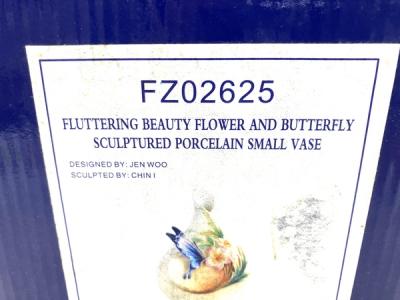 FZ02625
FLUTTERING BEAUTY FLOWER AND BUTTERFLY
SCULPTURED PORCELAIN SMALL VASE
DESIGNED BY: JEN WOO
SCULPTED BY: CHIN I